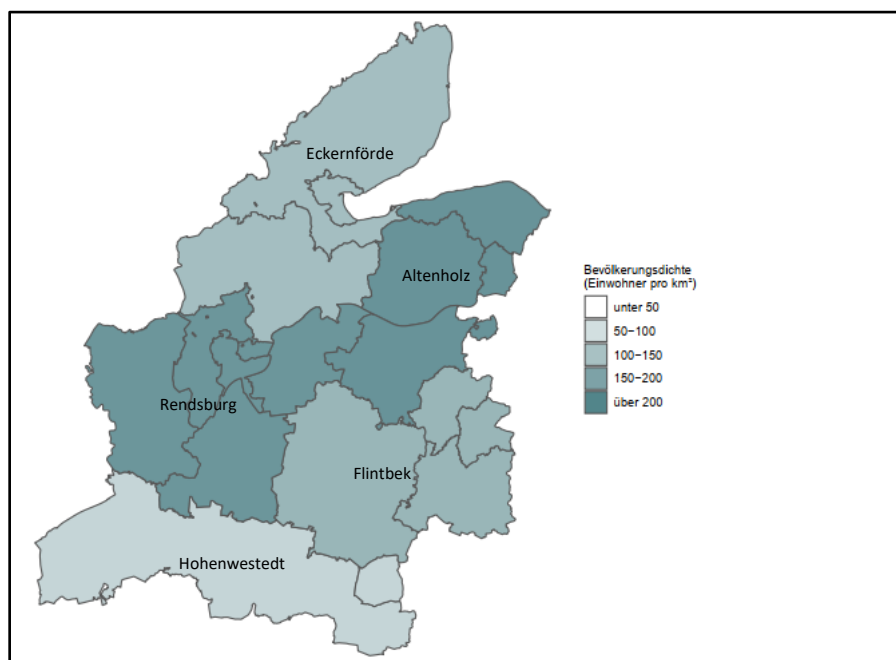 Eckernförde
Altenholz
Rendsburg
Flintbek
Hohenwestedt
Bevölkerungsdichte
(Einwohner pro km²)
unter 50
50−100
100−150
150−200
über 200